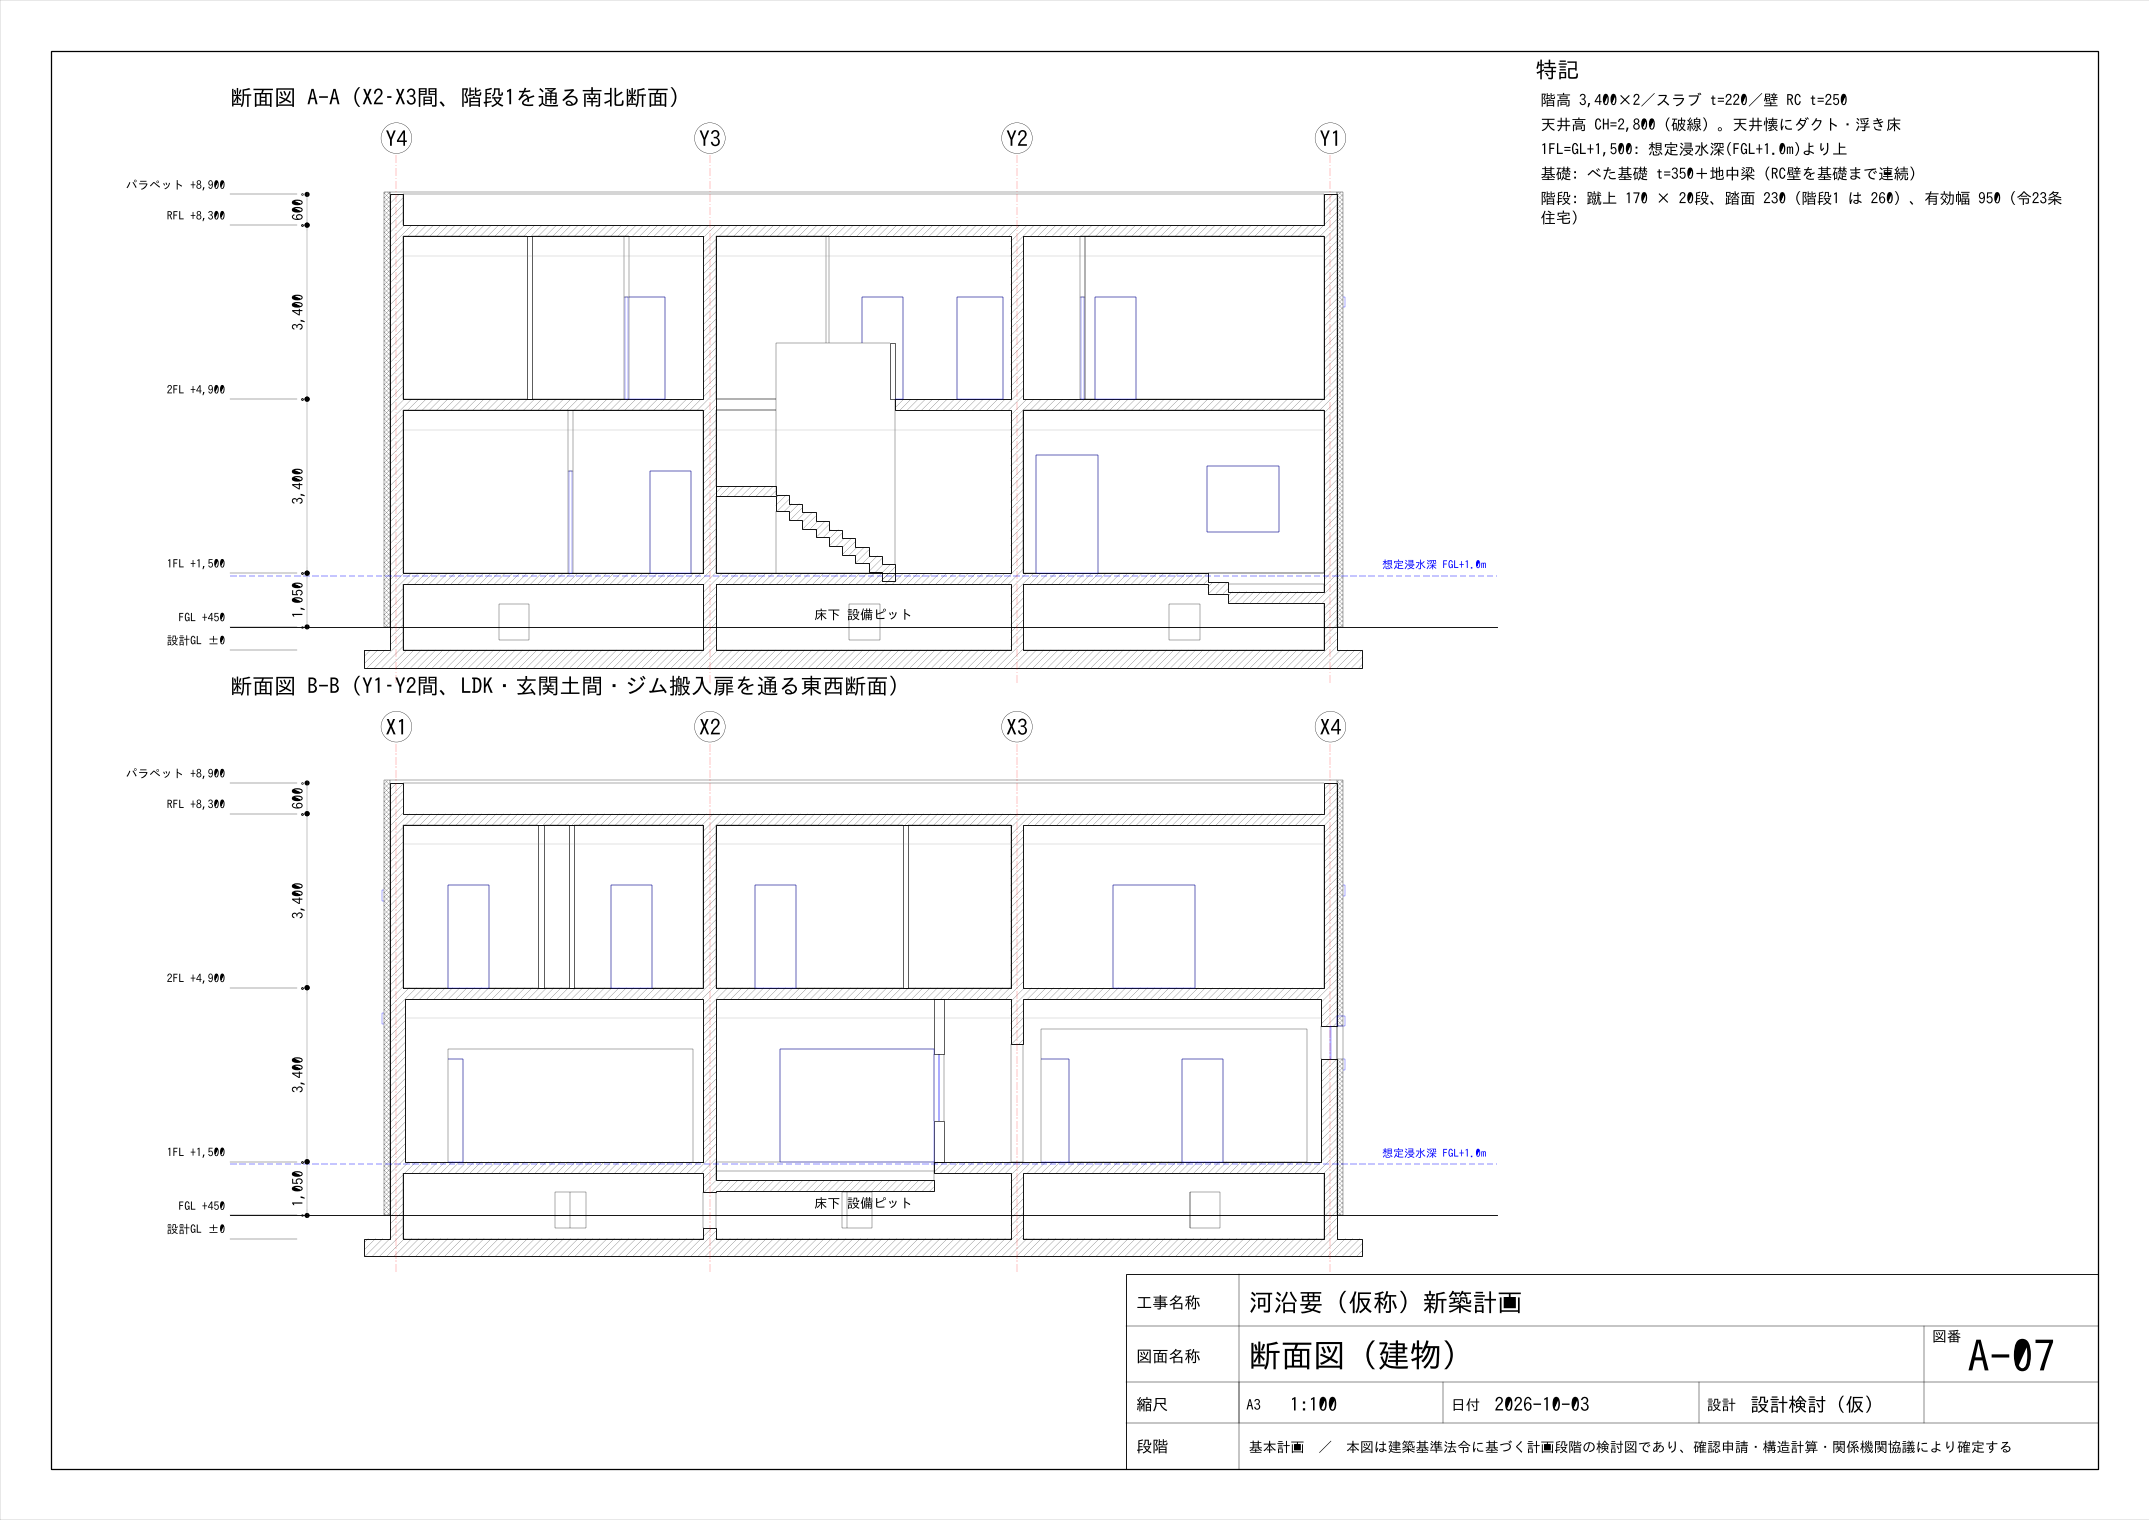 断面図 A-A（X2-X3間、階段1を通る南北断面）
Y4
Y3
Y2
Y1
パラペット +8,900
600
RFL +8,300
3,400
2FL +4,900
3,400
1FL +1,500
1,050
FGL +450
設計GL ±0
想定浸水深 FGL+1.0m
床下 設備ピット
断面図 B-B（Y1-Y2間、LDK・玄関土間・ジム搬入扉を通る東西断面）
X1
X2
X3
X4
パラペット +8,900
600
RFL +8,300
3,400
2FL +4,900
3,400
1FL +1,500
1,050
FGL +450
設計GL ±0
想定浸水深 FGL+1.0m
床下 設備ピット
特記
階高 3,400×2／スラブ t=220／壁 RC t=250
天井高 CH=2,800（破線）。天井懐にダクト・浮き床
1FL=GL+1,500: 想定浸水深(FGL+1.0m)より上
基礎: べた基礎 t=350＋地中梁（RC壁を基礎まで連続）
階段: 蹴上 170 × 20段、踏面 230（階段1 は 260）、有効幅 950（令23条
住宅）
工事名称 河沿要（仮称）新築計画
図面名称 断面図（建物） 図番 A-07
縮尺 A3 1:100 日付 2026-10-03 設計 設計検討（仮）
段階 基本計画 ／ 本図は建築基準法令に基づく計画段階の検討図であり、確認申請・構造計算・関係機関協議により確定する